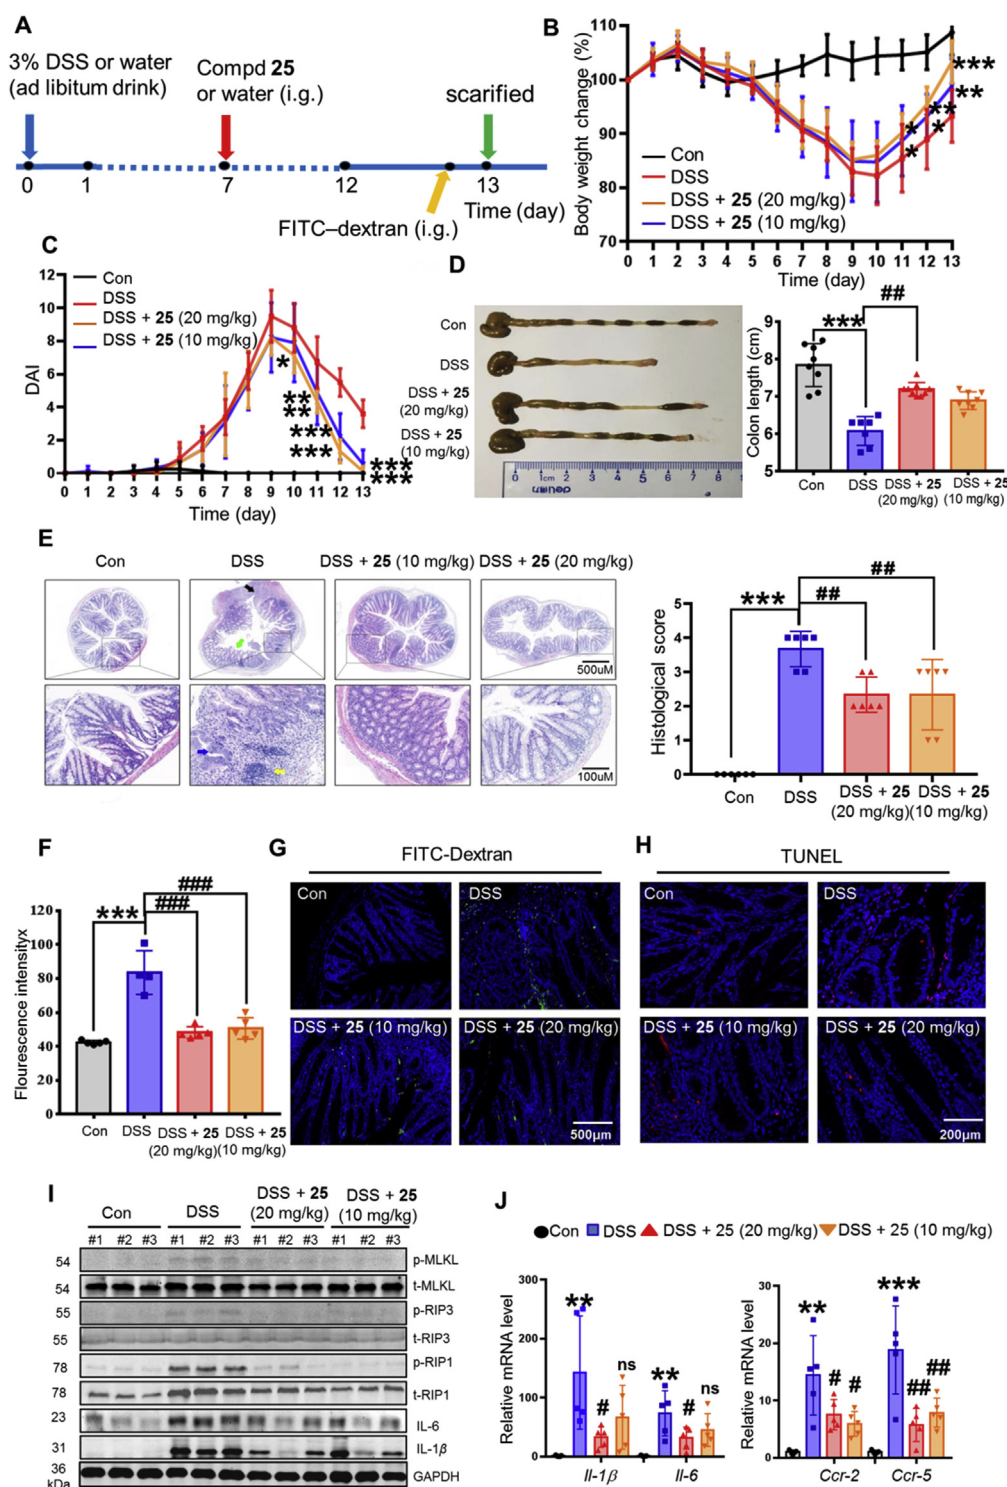 A
3% DSS or water
(ad libitum drink)
Compd 25
or water (i.g.)
scarified
0 1 7 12 13
Time (day)
FITC–dextran (i.g.)
B
Body weight change (%)
110
100
90
80
70
Con
DSS
DSS + 25 (20 mg/kg)
DSS + 25 (10 mg/kg)
***
**
*
**
*
*
0 1 2 3 4 5 6 7 8 9 10 11 12 13
Time (day)
C
DAI
12
10
8
6
4
2
0
Con
DSS
DSS + 25 (20 mg/kg)
DSS + 25 (10 mg/kg)
*
**
**
***
***
***
***
0 1 2 3 4 5 6 7 8 9 10 11 12 13
Time (day)
D
Con
DSS
DSS + 25
(20 mg/kg)
DSS + 25
(10 mg/kg)
0 1cm 2 3 4 5 6 7 8
Colon length (cm)
9
8
7
6
5
***
##
Con
DSS
DSS + 25
(20 mg/kg)
DSS + 25
(10 mg/kg)
E
Con
DSS
DSS + 25 (10 mg/kg)
DSS + 25 (20 mg/kg)
500uM
100uM
Histological score
5
4
3
2
1
0
***
##
##
Con
DSS
DSS + 25
(20 mg/kg)
DSS + 25
(10 mg/kg)
F
Flourescence intensityx
120
100
80
60
40
20
0
***
###
###
Con
DSS
DSS + 25
(20 mg/kg)
DSS + 25
(10 mg/kg)
G
FITC-Dextran
Con
DSS
DSS + 25 (10 mg/kg)
DSS + 25 (20 mg/kg)
500μm
H
TUNEL
Con
DSS
DSS + 25 (10 mg/kg)
DSS + 25 (20 mg/kg)
200μm
I
Con
DSS
DSS + 25
(20 mg/kg)
DSS + 25
(10 mg/kg)
#1 #2 #3 #1 #2 #3 #1 #2 #3 #1 #2 #3
54 p-MLKL
54 t-MLKL
55 p-RIP3
55 t-RIP3
78 p-RIP1
78 t-RIP1
23 IL-6
31 IL-1β
36 GAPDH
kDa
J
Con DSS DSS + 25 (20 mg/kg) DSS + 25 (10 mg/kg)
Relative mRNA level
300
200
100
0
**
#
ns
**
#
ns
Il-1β Il-6
Relative mRNA level
30
20
10
0
**
#
#
***
##
##
Ccr-2 Ccr-5